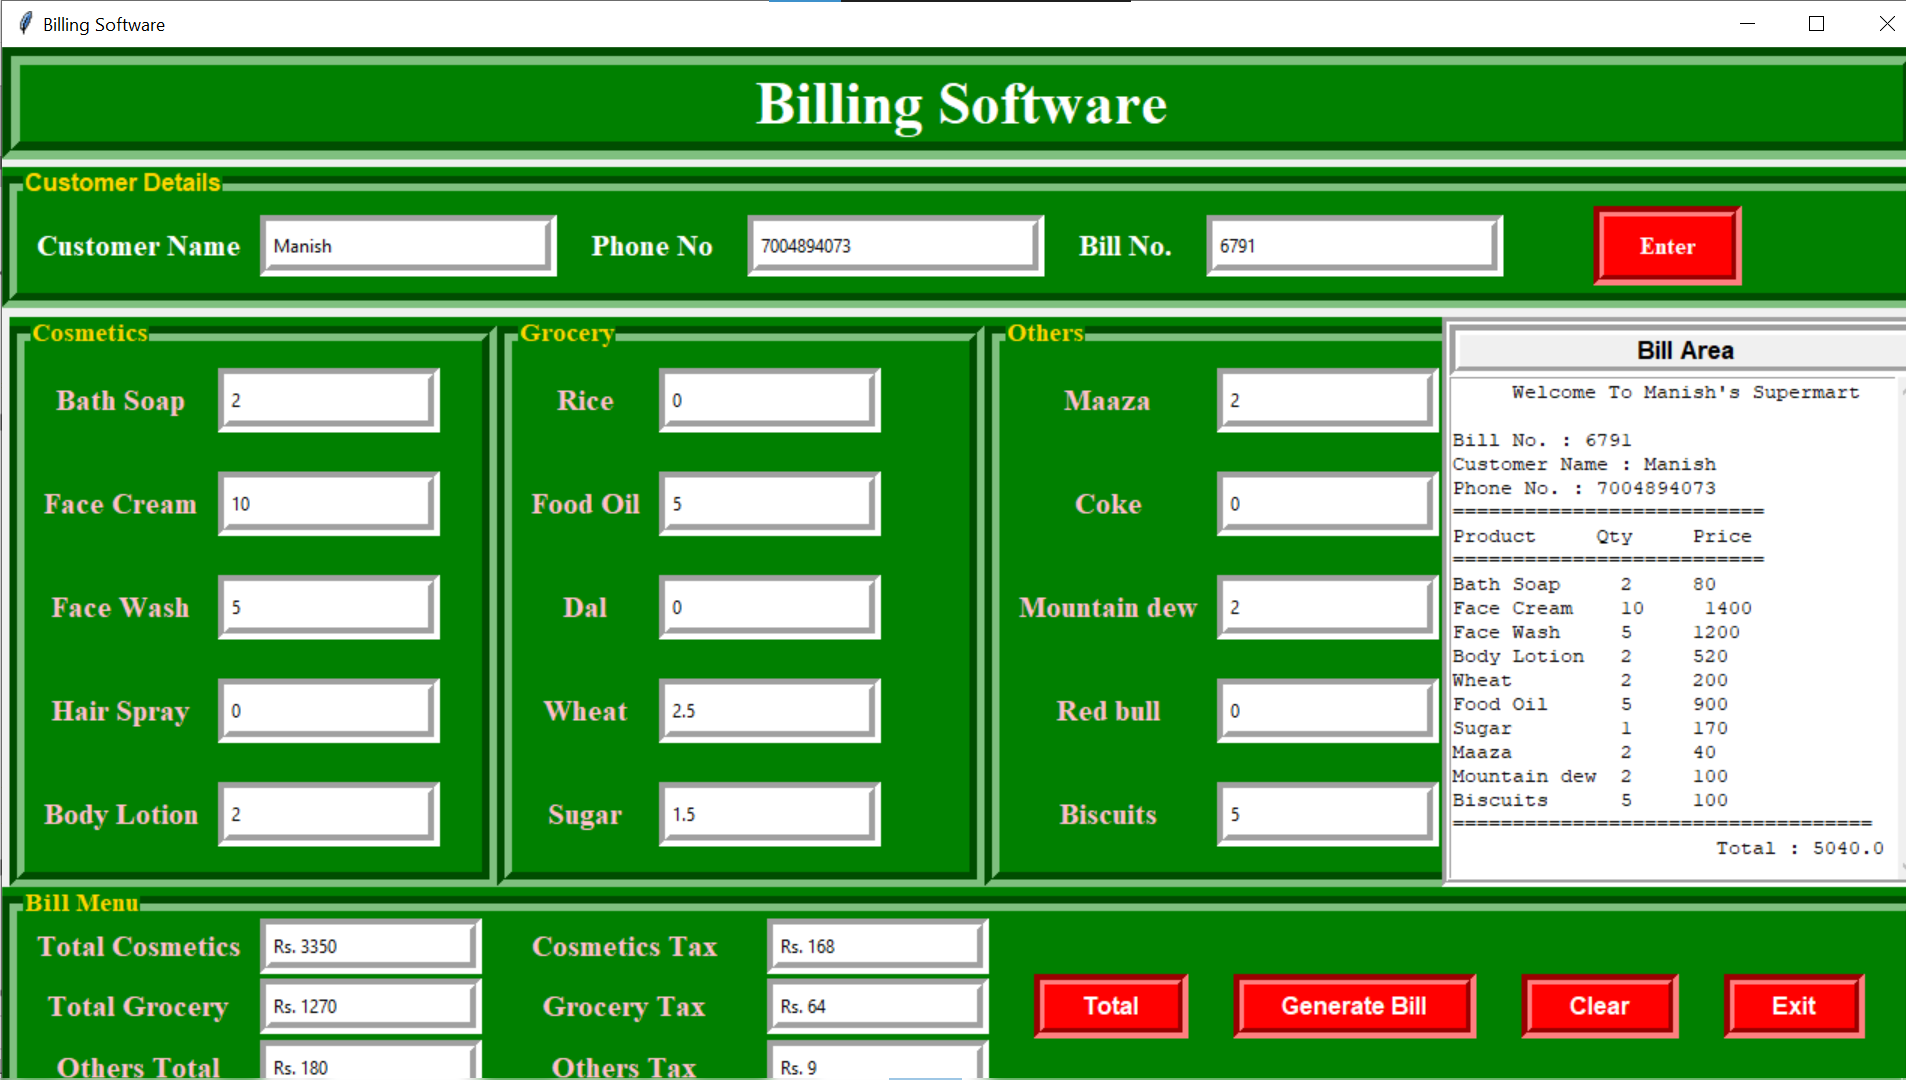 Billing Software
Billing Software
Customer Details
Customer Name Manish Phone No 7004894073 Bill No. 6791 Enter
Cosmetics
Bath Soap 2
Face Cream 10
Face Wash 5
Hair Spray 0
Body Lotion 2
Grocery
Rice 0
Food Oil 5
Dal 0
Wheat 2.5
Sugar 1.5
Others
Maaza 2
Coke 0
Mountain dew 2
Red bull 0
Biscuits 5
Bill Area
Welcome To Manish's Supermart
Bill No. : 6791
Customer Name : Manish
Phone No. : 7004894073
==========================
Product Qty Price
==========================
Bath Soap 2 80
Face Cream 10 1400
Face Wash 5 1200
Body Lotion 2 520
Wheat 2 200
Food Oil 5 900
Sugar 1 170
Maaza 2 40
Mountain dew 2 100
Biscuits 5 100
===================================
Total : 5040.0
Bill Menu
Total Cosmetics Rs. 3350 Cosmetics Tax Rs. 168
Total Grocery Rs. 1270 Grocery Tax Rs. 64
Others Total Rs. 180 Others Tax Rs. 9
Total Generate Bill Clear Exit